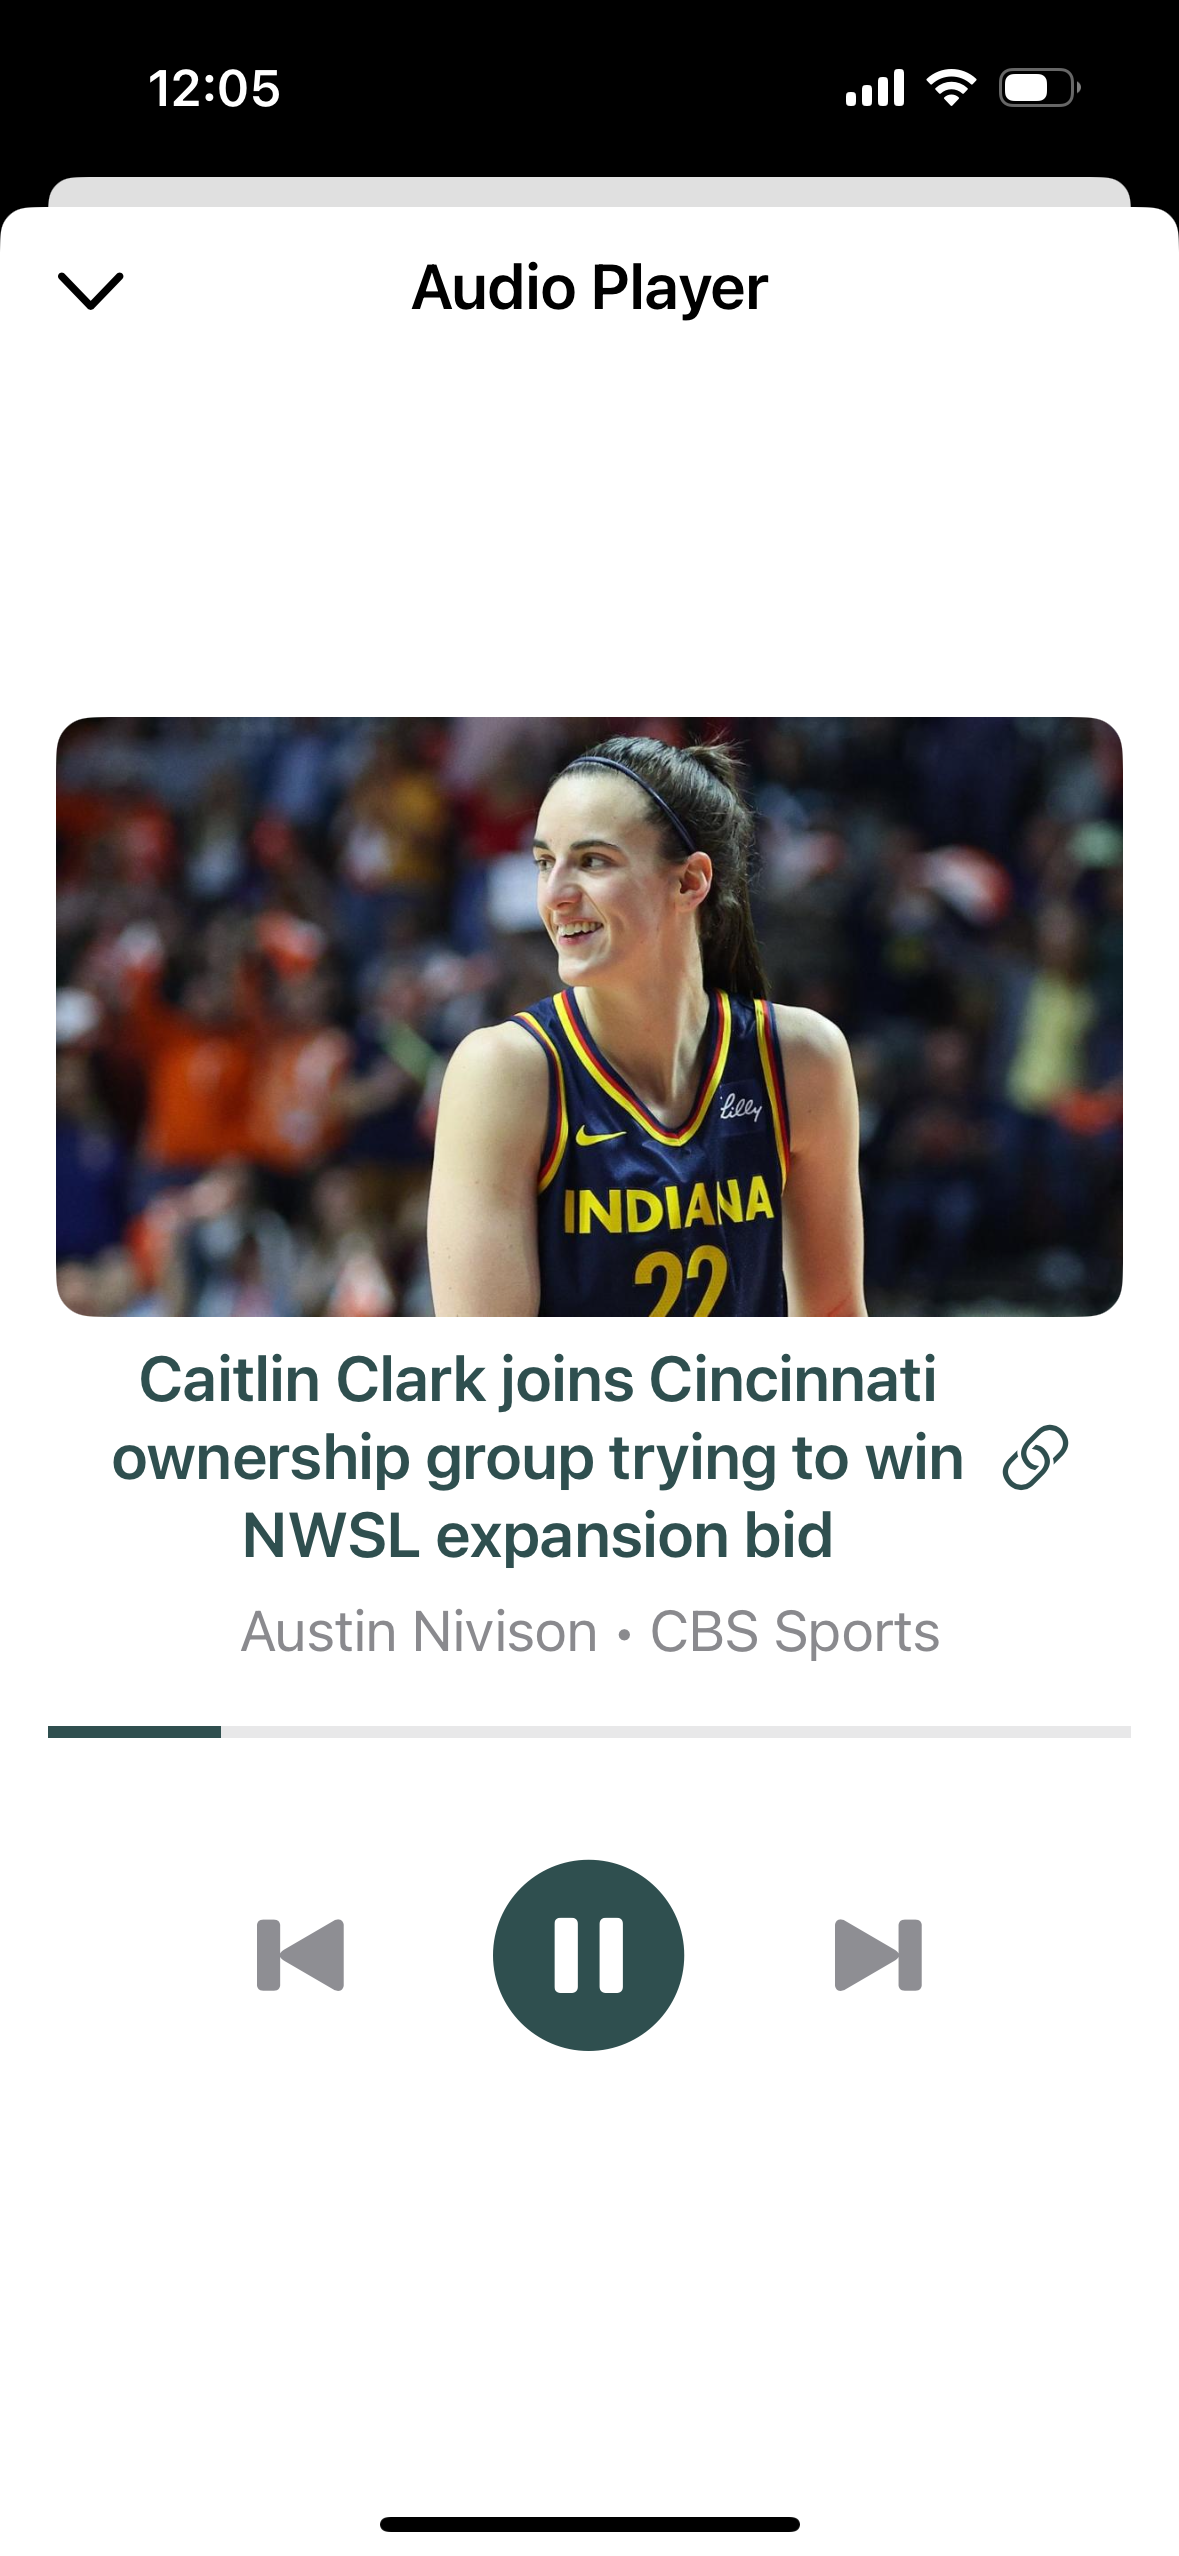 12:05
Audio Player
Lilly
INDIANA
22
Caitlin Clark joins Cincinnati
ownership group trying to win
NWSL expansion bid
Austin Nivison • CBS Sports